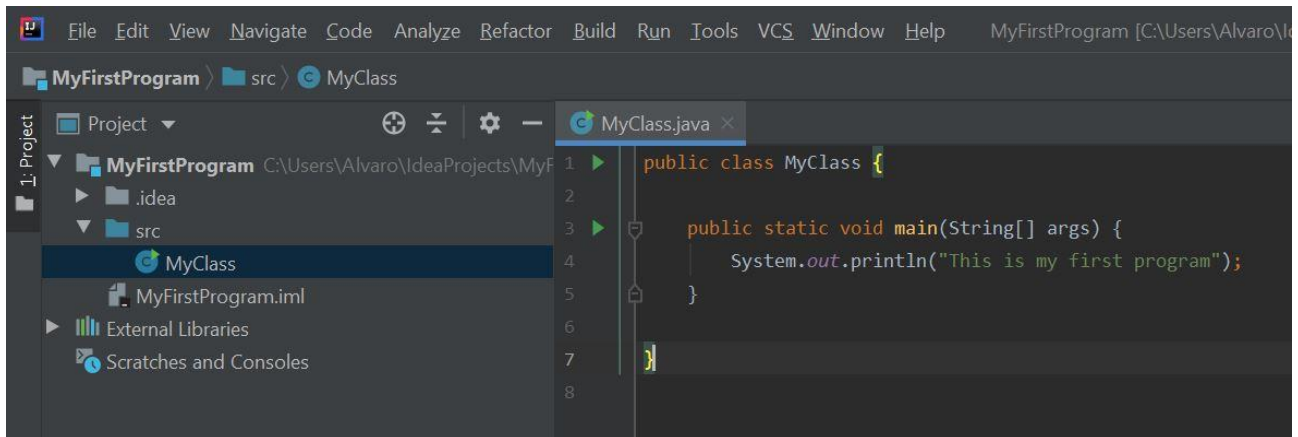 File Edit View Navigate Code Analyze Refactor Build Run Tools VCS Window Help MyFirstProgram [C:\Users\Alvaro\Id
MyFirstProgram src MyClass
1: Project
Project
MyFirstProgram C:\Users\Alvaro\IdeaProjects\MyF
.idea
src
MyClass
MyFirstProgram.iml
External Libraries
Scratches and Consoles
MyClass.java
1 public class MyClass {
2
3 public static void main(String[] args) {
4 System.out.println("This is my first program");
5 }
6
7 }
8